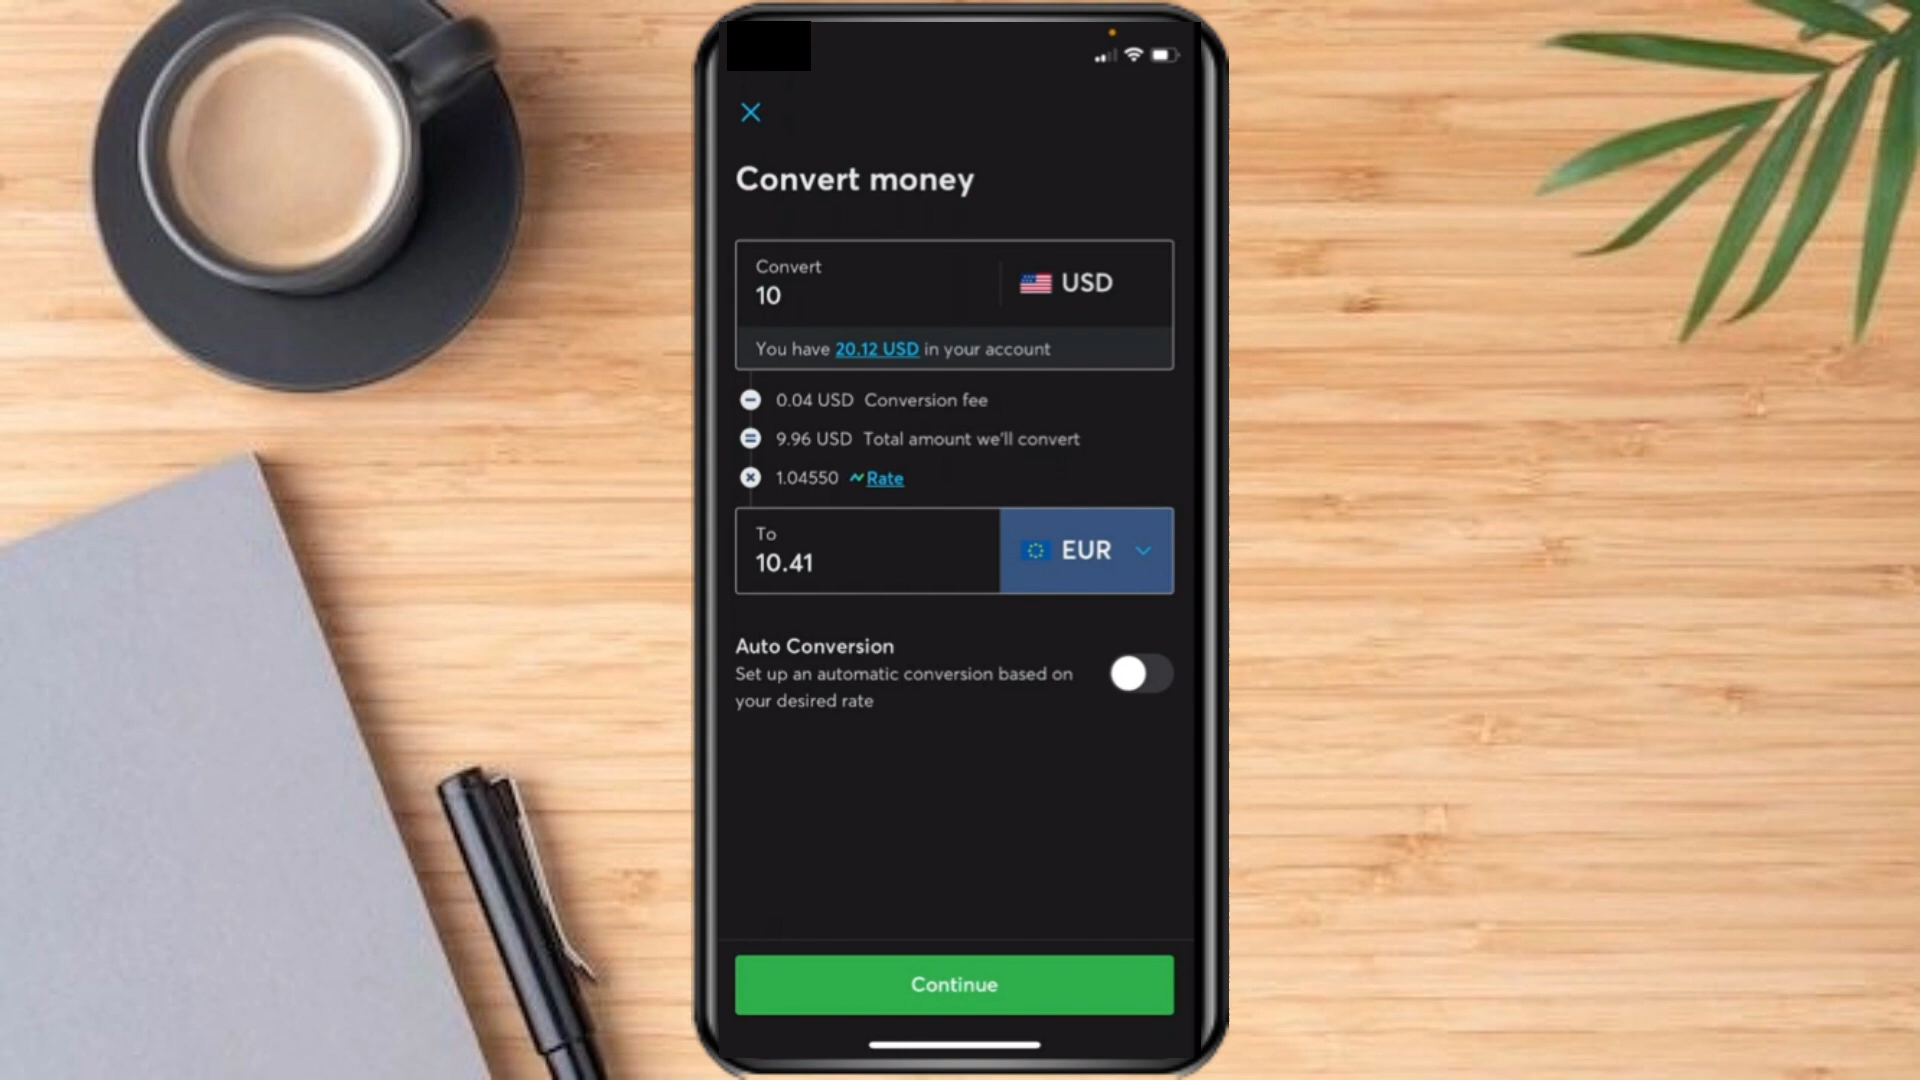 Convert money
Convert
10
USD
You have 20.12 USD in your account
0.04 USD Conversion fee
9.96 USD Total amount we'll convert
1.04550 Rate
To
10.41
EUR
Auto Conversion
Set up an automatic conversion based on
your desired rate
Continue